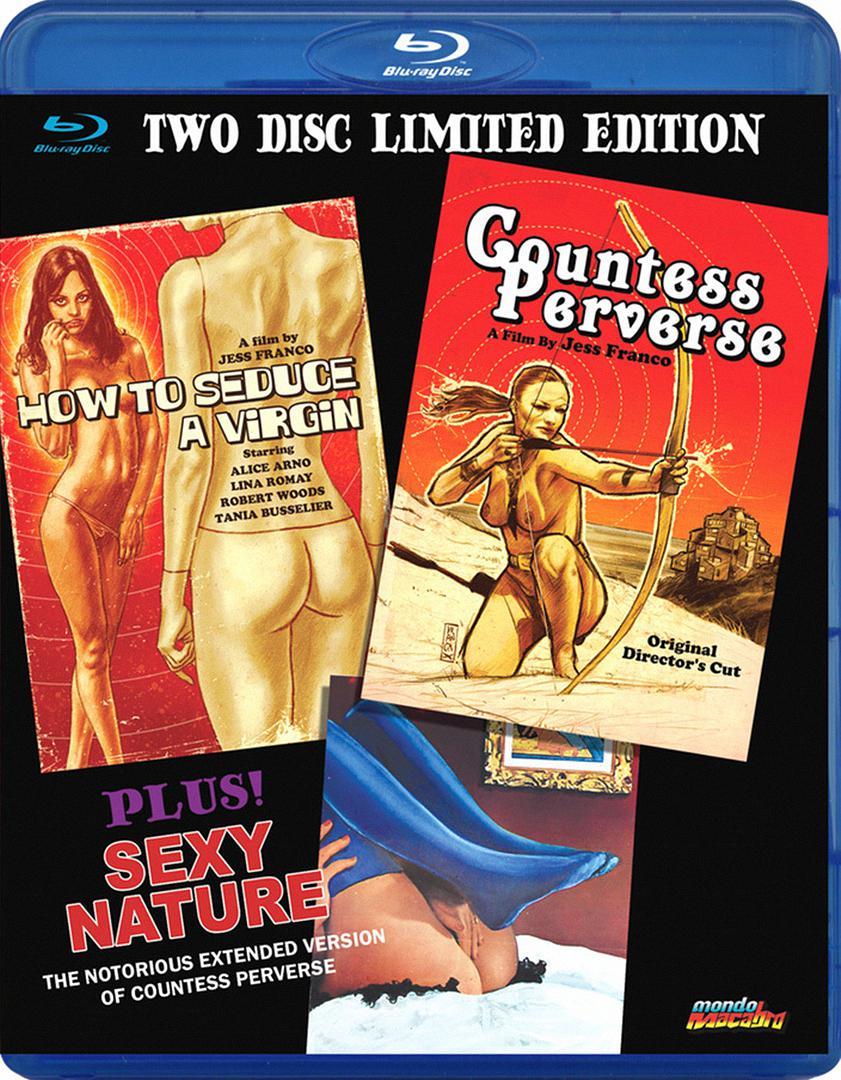 Blu-ray Disc
Blu-ray Disc
TWO DISC LIMITED EDITION
A film by
JESS FRANCO
HOW TO SEDUCE
A VIRGIN
Starring
ALICE ARNO
LINA ROMAY
ROBERT WOODS
TANIA BUSSELIER
Countess
Perverse
A Film By Jess Franco
Original
Director's Cut
PLUS!
SEXY
NATURE
THE NOTORIOUS EXTENDED VERSION
OF COUNTESS PERVERSE
mondo
Macabro